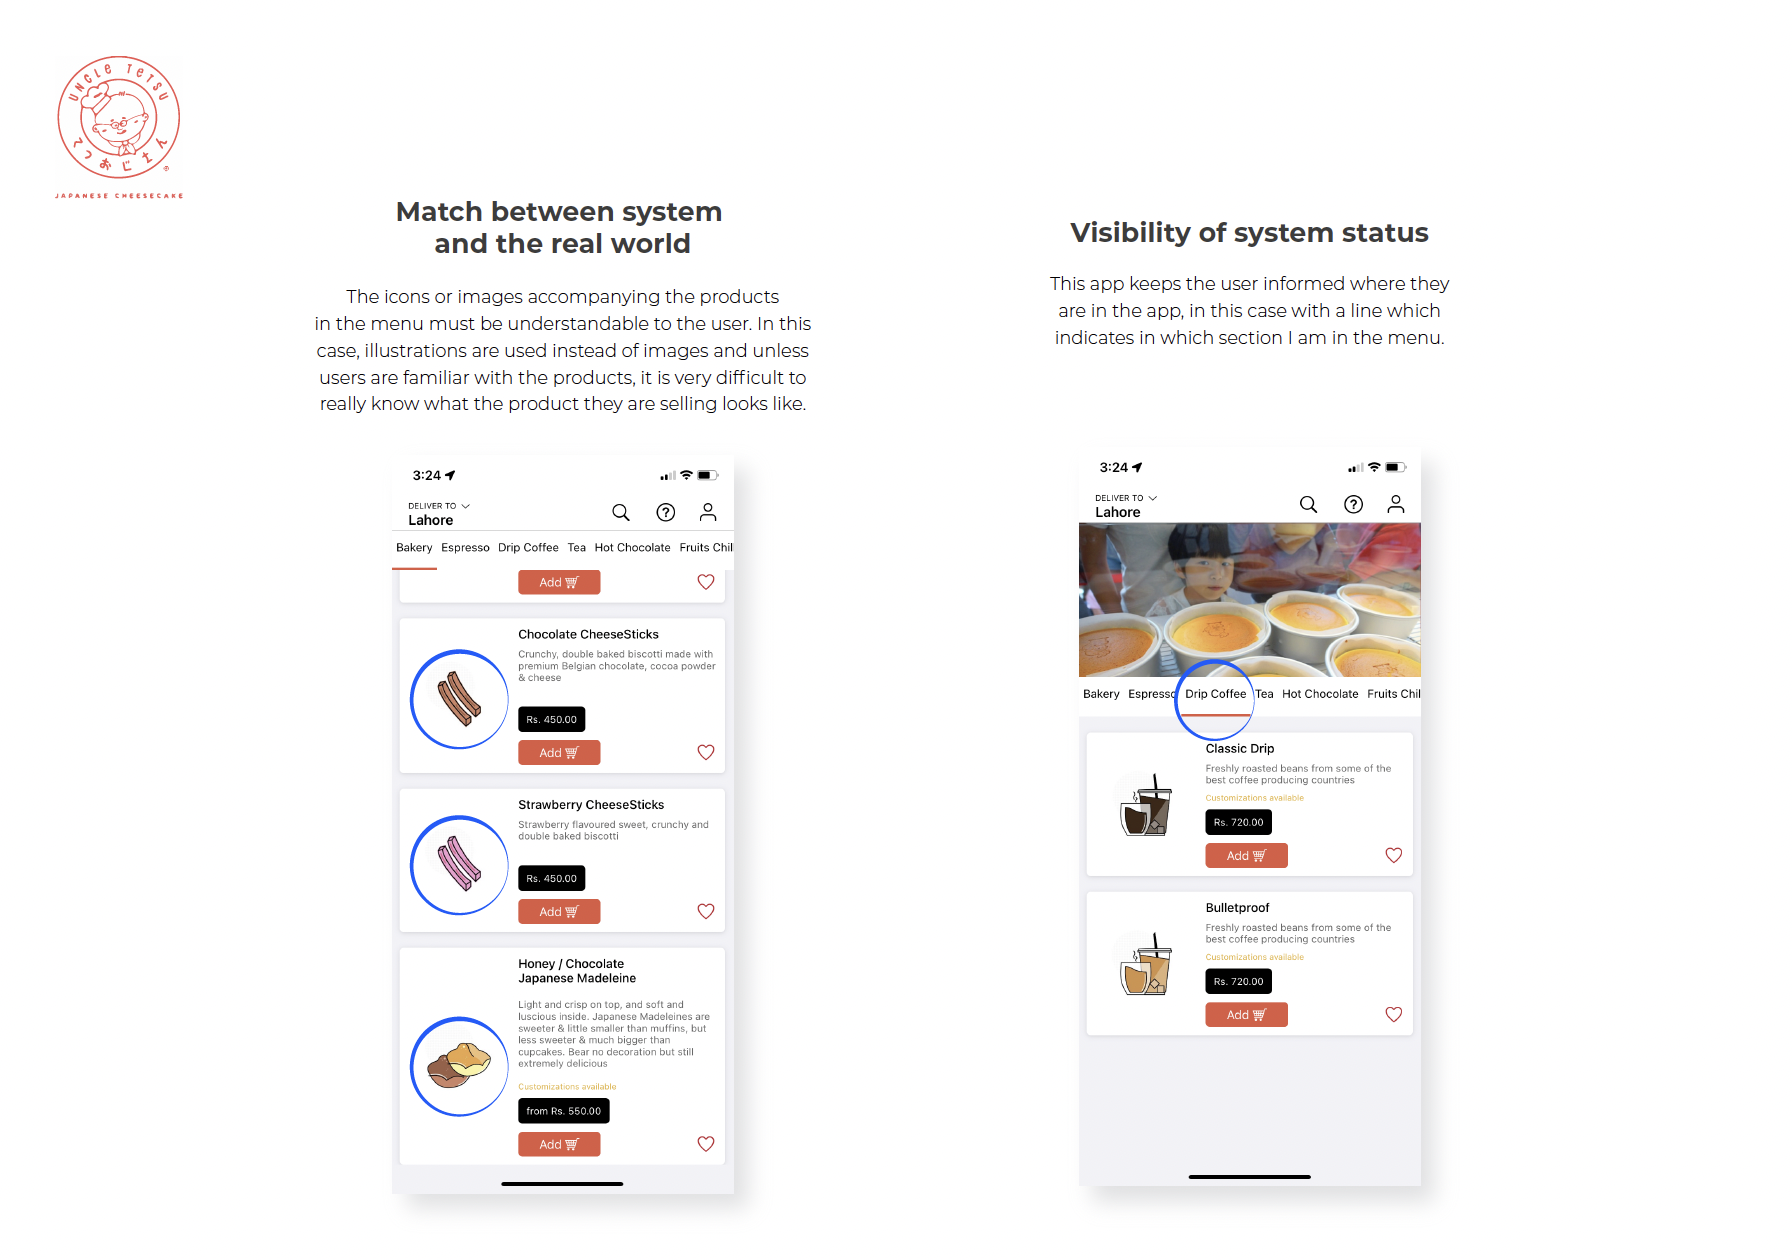 UNCLE TETSU
てつおじさん
®
JAPANESE CHEESECAKE
Match between system
and the real world
The icons or images accompanying the products
in the menu must be understandable to the user. In this
case, illustrations are used instead of images and unless
users are familiar with the products, it is very difficult to
really know what the product they are selling looks like.
3:24
DELIVER TO
Lahore
Bakery Espresso Drip Coffee Tea Hot Chocolate Fruits Chil
Add
Chocolate CheeseSticks
Crunchy, double baked biscotti made with
premium Belgian chocolate, cocoa powder
& cheese
Rs. 450.00
Add
Strawberry CheeseSticks
Strawberry flavoured sweet, crunchy and
double baked biscotti
Rs. 450.00
Add
Honey / Chocolate
Japanese Madeleine
Light and crisp on top, and soft and
luscious inside. Japanese Madeleines are
sweeter & little smaller than muffins, but
less sweeter & much bigger than
cupcakes. Bear no decoration but still
extremely delicious
Customizations available
from Rs. 550.00
Add
Visibility of system status
This app keeps the user informed where they
are in the app, in this case with a line which
indicates in which section I am in the menu.
3:24
DELIVER TO
Lahore
Bakery Espresso Drip Coffee Tea Hot Chocolate Fruits Chil
Classic Drip
Freshly roasted beans from some of the
best coffee producing countries
Customizations available
Rs. 720.00
Add
Bulletproof
Freshly roasted beans from some of the
best coffee producing countries
Customizations available
Rs. 720.00
Add